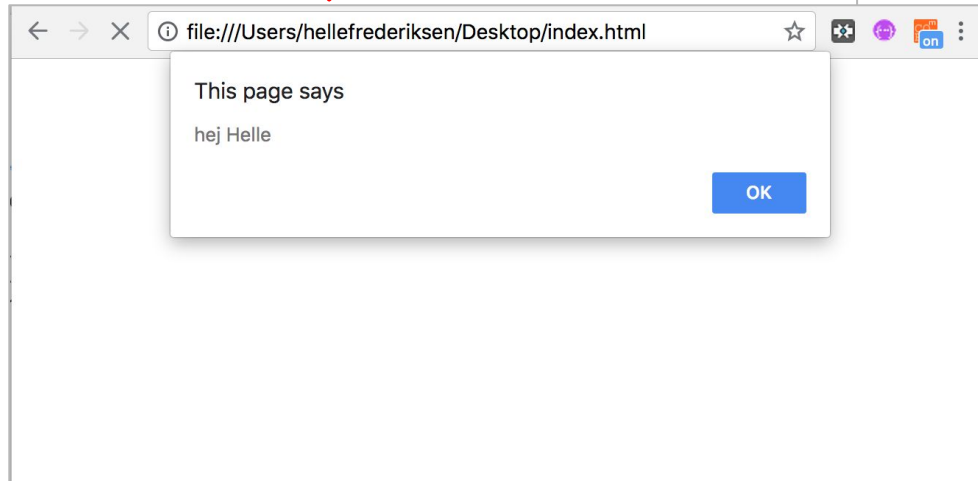 file:///Users/hellefrederiksen/Desktop/index.html
on
This page says
hej Helle
OK